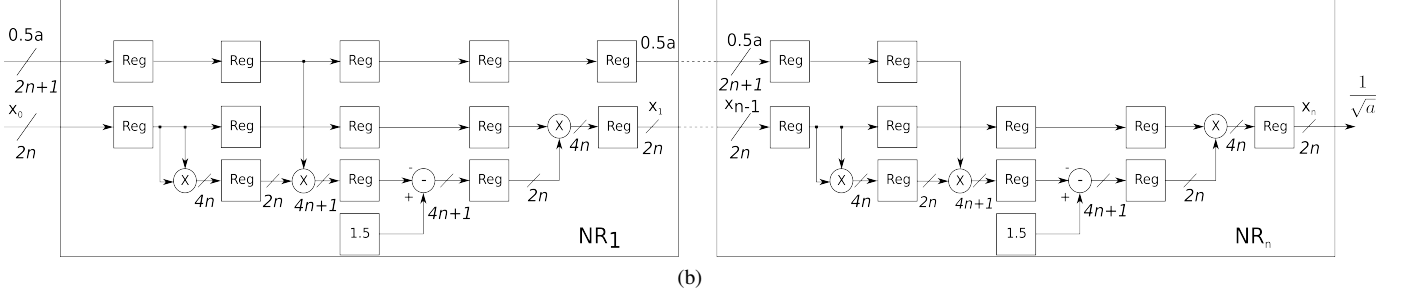 0.5a
2n+1
Reg Reg Reg Reg Reg
0.5a
x₀
2n
Reg Reg Reg Reg X Reg
x₁
4n
2n
X Reg X Reg - Reg
4n 2n 4n+1 - + 4n+1 2n
1.5
NR₁
0.5a
2n+1
Reg Reg
xn-1
2n
Reg Reg Reg Reg X Reg
xₙ
4n
2n
1/√a
X Reg X Reg - Reg
4n 2n 4n+1 - + 4n+1 2n
1.5
NRₙ
(b)